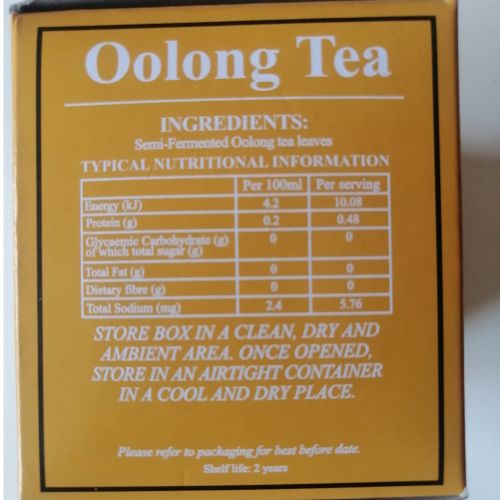 Oolong Tea
INGREDIENTS:
Semi-Fermented Oolong tea leaves
TYPICAL NUTRITIONAL INFORMATION
Per 100ml Per serving
Energy (kJ) 4.2 10.08
Protein (g) 0.2 0.48
Glycaemic Carbohydrate (g) 0 0
of which total sugar (g)
Total Fat (g) 0 0
Dietary fibre (g) 0 0
Total Sodium (mg) 2.4 5.76
STORE BOX IN A CLEAN, DRY AND
AMBIENT AREA. ONCE OPENED,
STORE IN AN AIRTIGHT CONTAINER
IN A COOL AND DRY PLACE.
Please refer to packaging for best before date.
Shelf life: 2 years